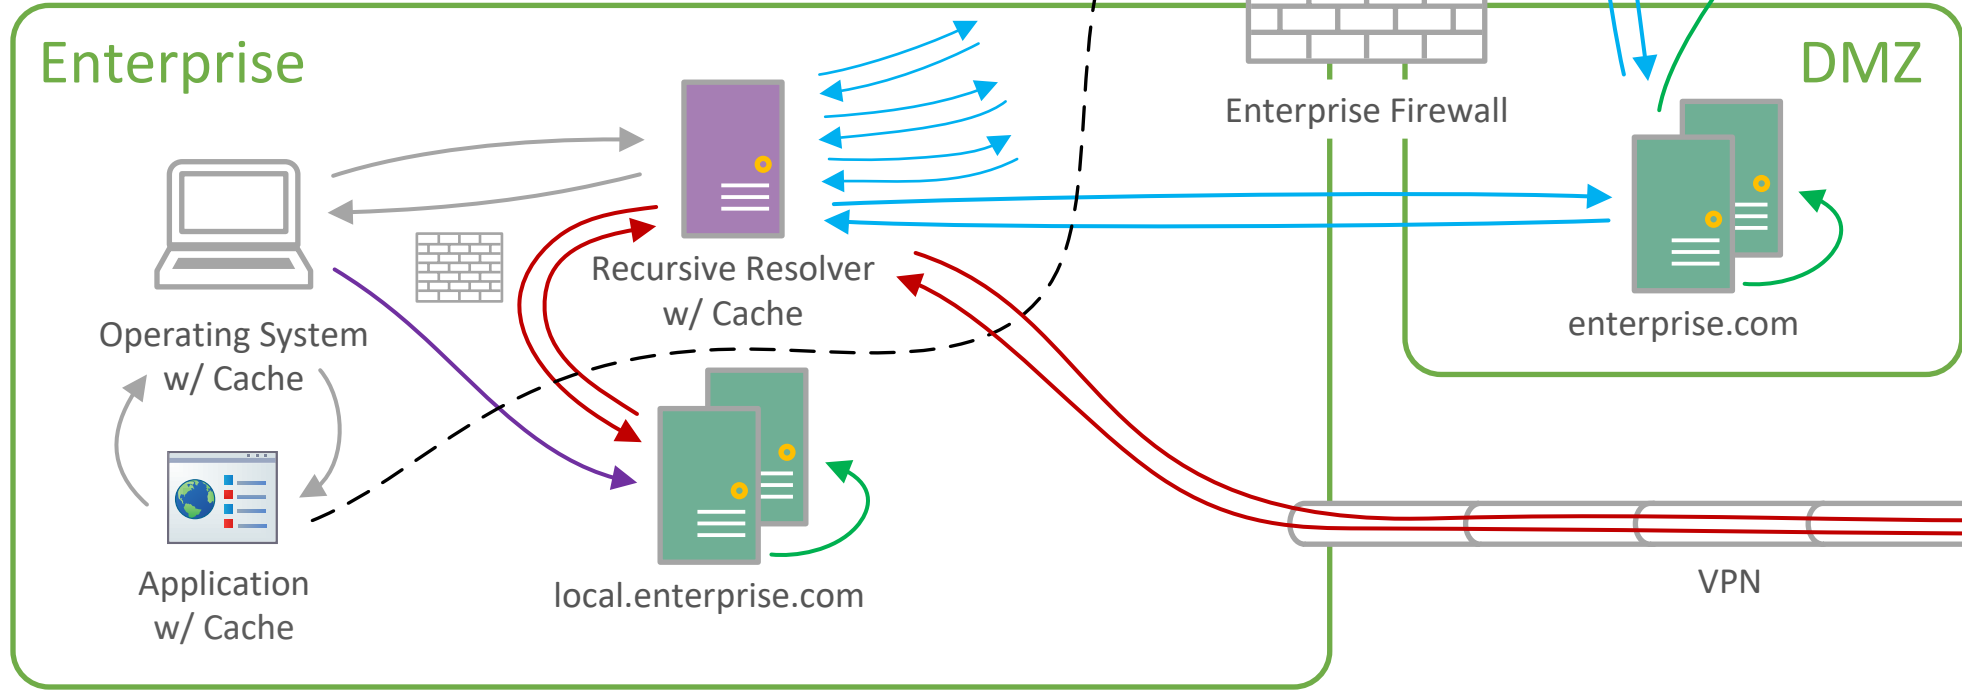 Enterprise
DMZ
Enterprise Firewall
Recursive Resolver
w/ Cache
Operating System
w/ Cache
enterprise.com
Application
w/ Cache
local.enterprise.com
VPN